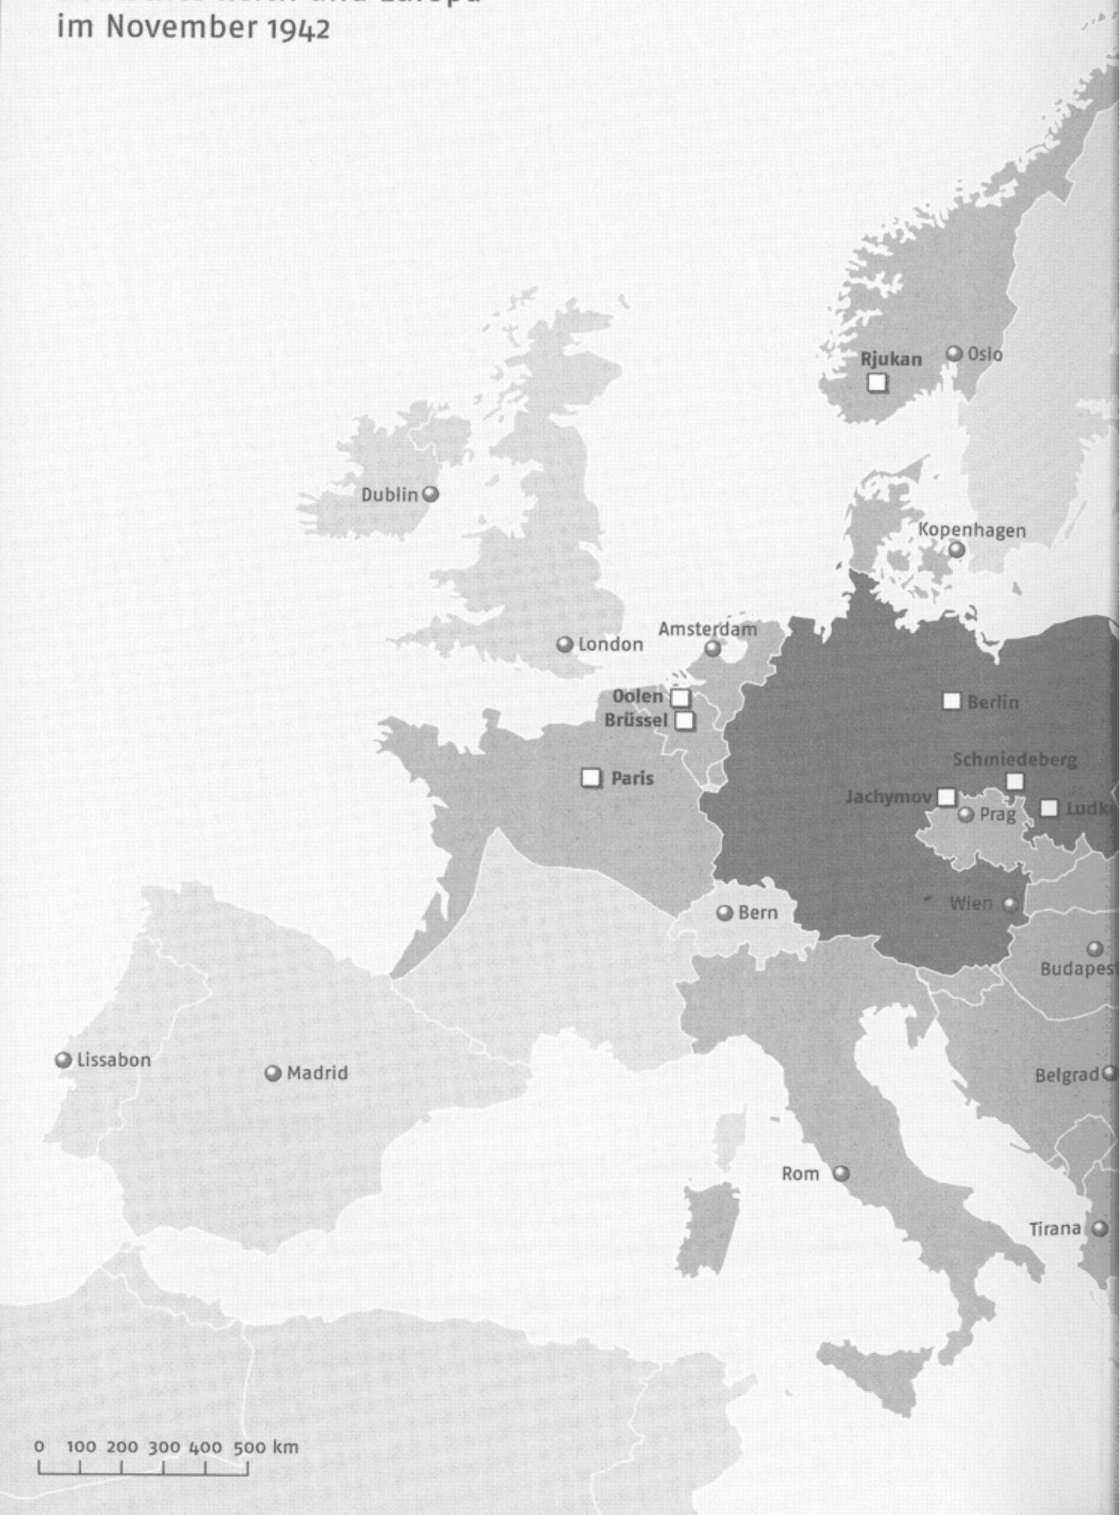 im November 1942
Rjukan
Oslo
Dublin
Kopenhagen
London
Amsterdam
Oolen
Brüssel
Berlin
Paris
Schmiedeberg
Jachymov
Prag
Wien
Bern
Lissabon
Madrid
Belgrad
Rom
Tirana
0 100 200 300 400 500 km